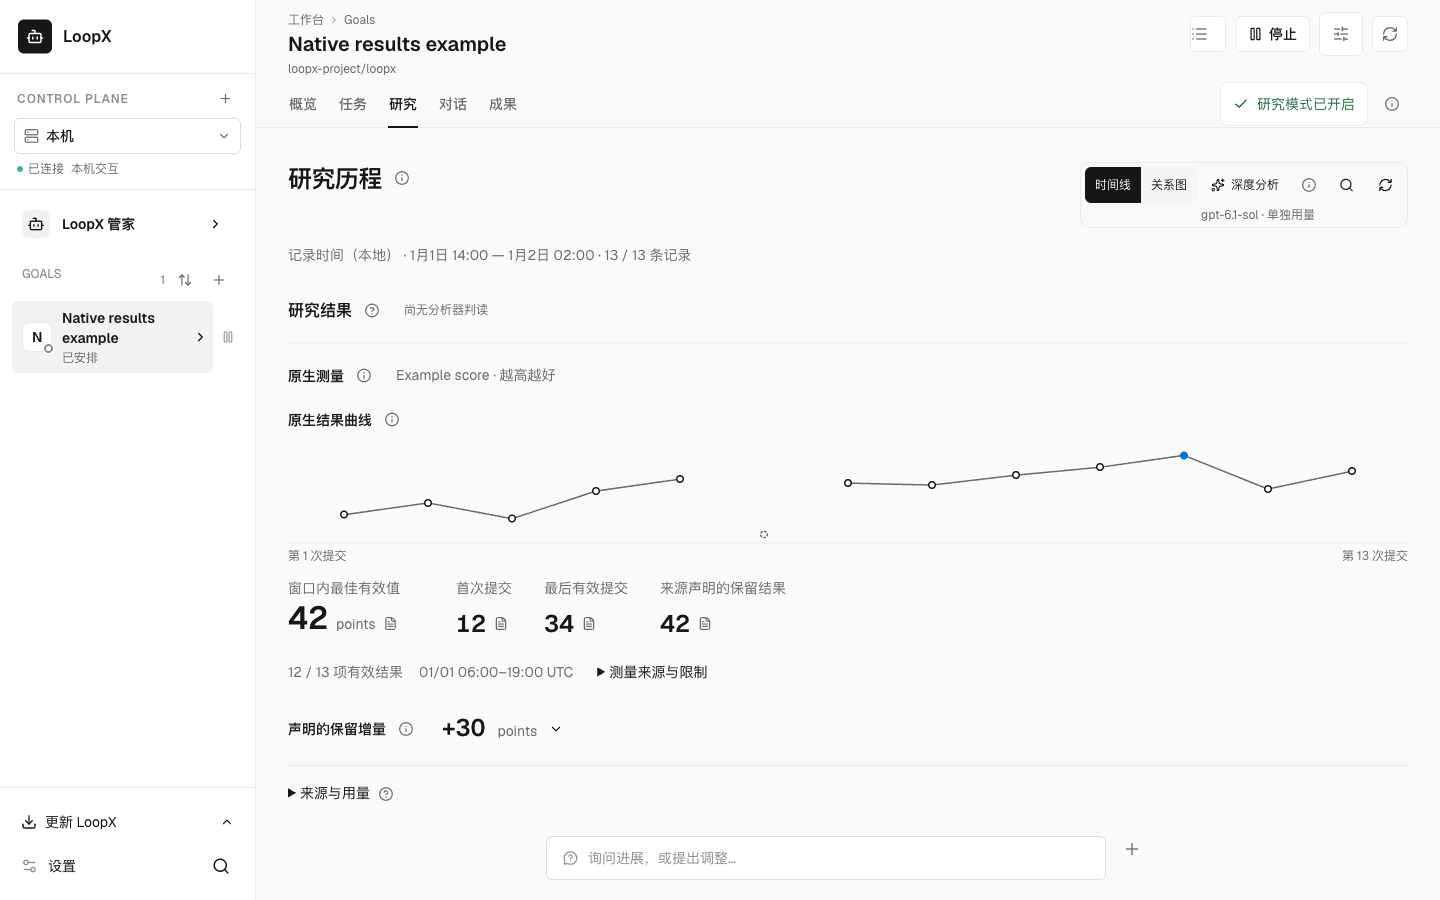 LoopX
CONTROL PLANE
本机
已连接 本机交互
LoopX 管家
GOALS
1
N
Native results
example
已安排
更新 LoopX
设置
工作台 > Goals
Native results example
loopx-project/loopx
停止
概览 任务 研究 对话 成果
研究模式已开启
研究历程
时间线 关系图 深度分析
gpt-6.1-sol · 单独用量
记录时间（本地） · 1月1日 14:00 — 1月2日 02:00 · 13 / 13 条记录
研究结果 尚无分析器判读
原生测量 Example score · 越高越好
原生结果曲线
第 1 次提交 第 13 次提交
窗口内最佳有效值 首次提交 最后有效提交 来源声明的保留结果
42 points 12 34 42
12 / 13 项有效结果 01/01 06:00–19:00 UTC 测量来源与限制
声明的保留增量 +30 points
来源与用量
询问进展，或提出调整...